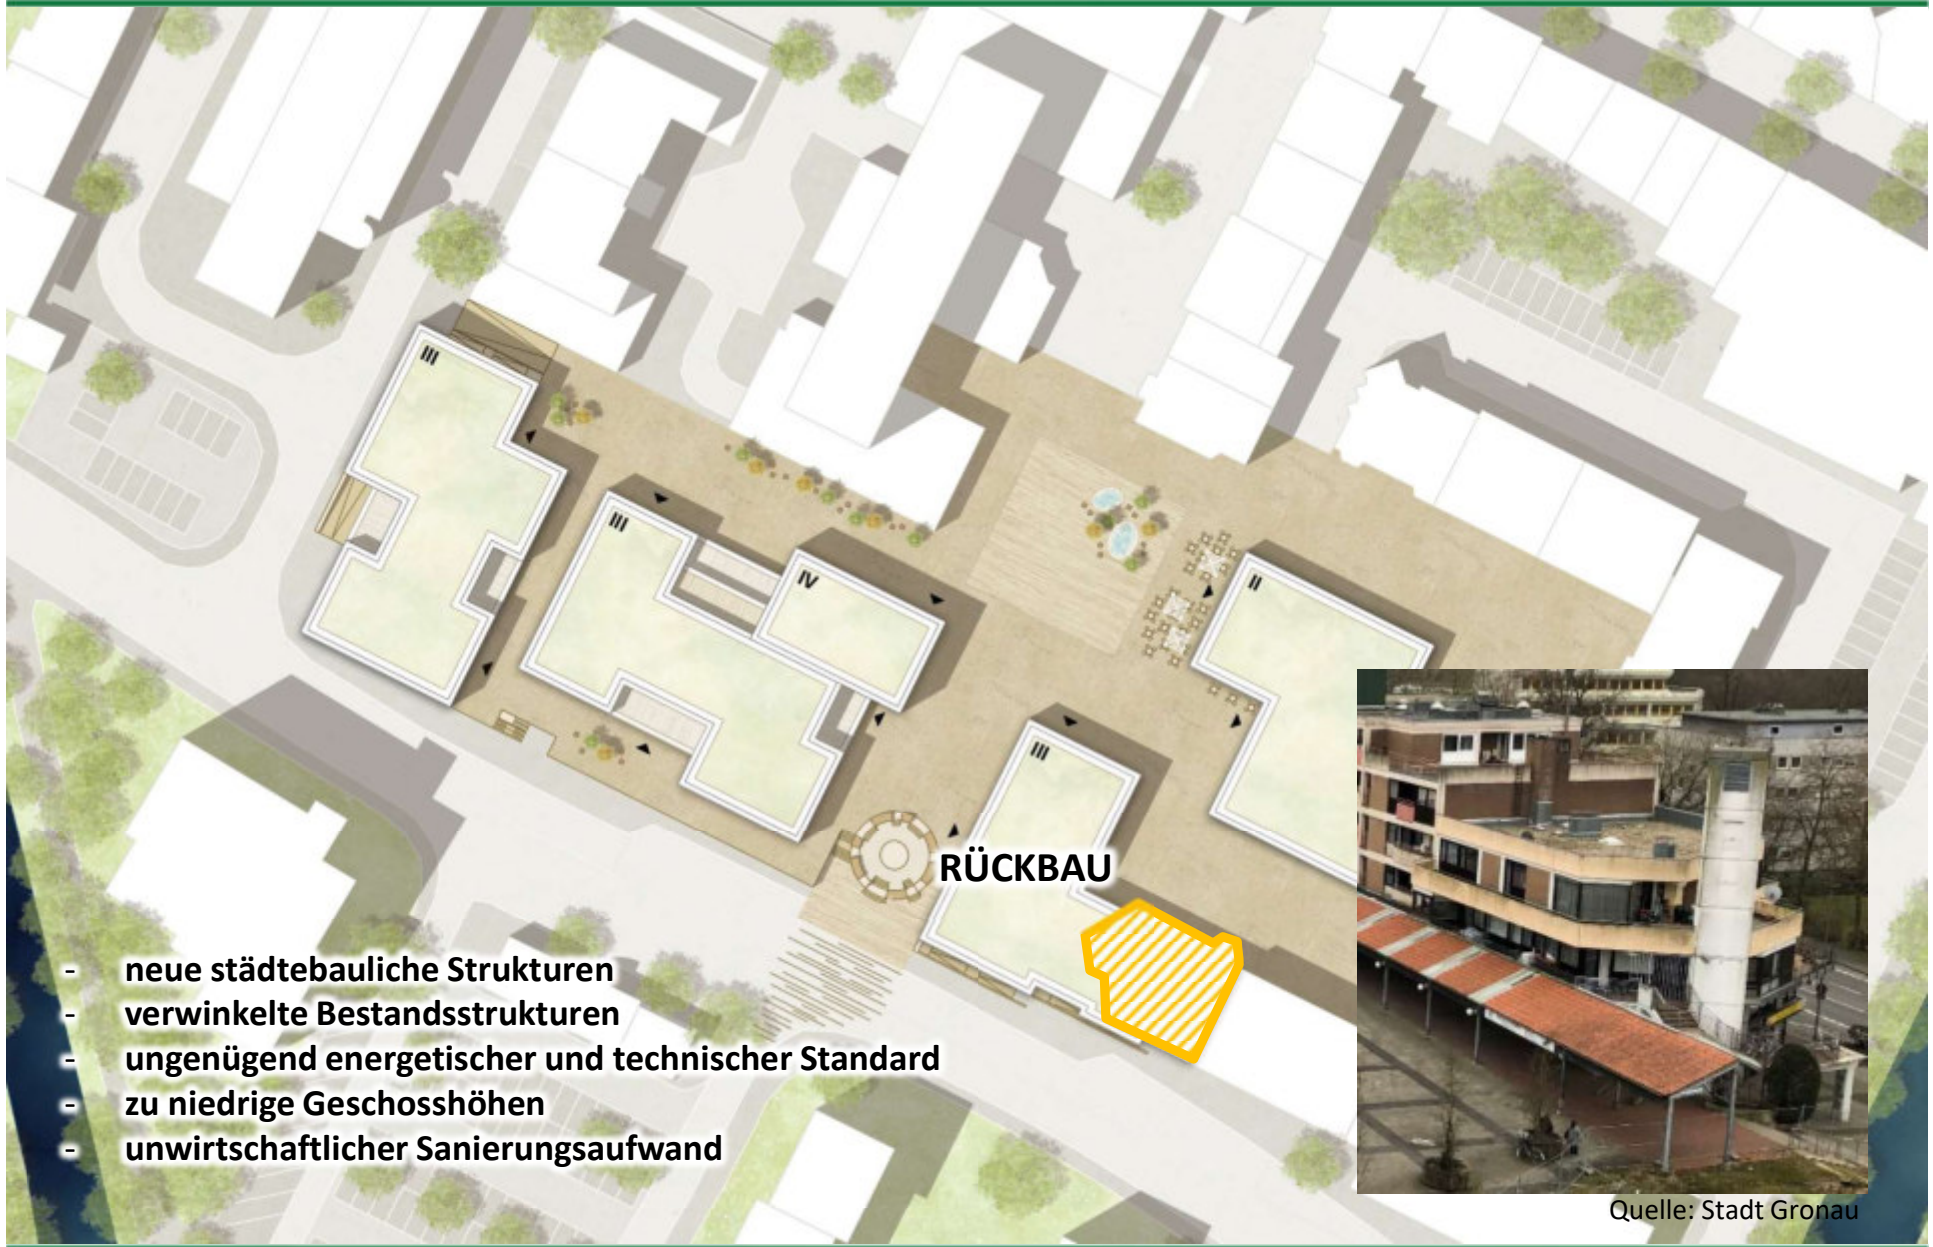 III
III
IV
II
III
RÜCKBAU
- neue städtebauliche Strukturen
- verwinkelte Bestandsstrukturen
- ungenügend energetischer und technischer Standard
- zu niedrige Geschosshöhen
- unwirtschaftlicher Sanierungsaufwand
Quelle: Stadt Gronau